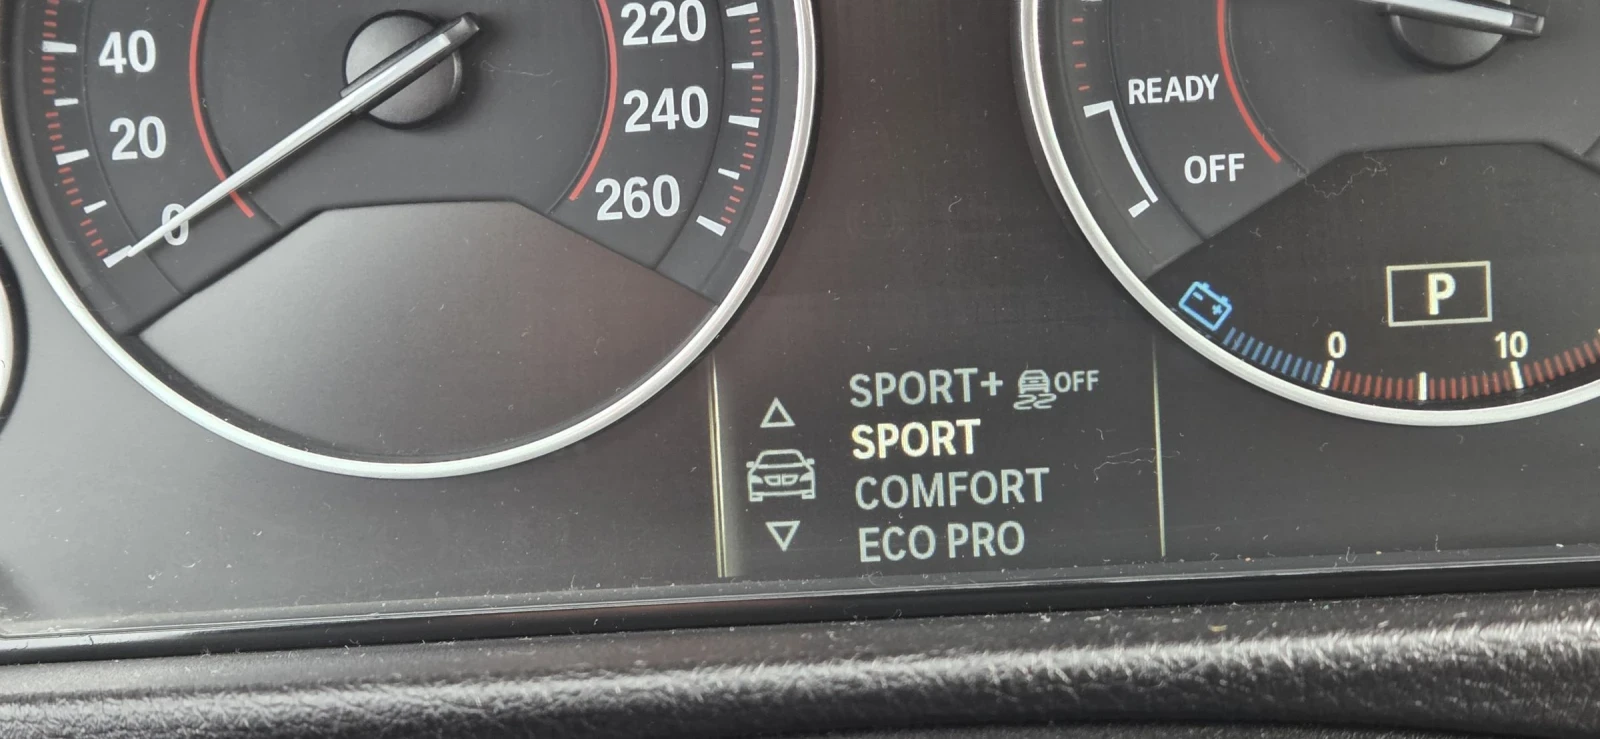 40
20
0
220
240
260
READY
OFF
P
0 10
SPORT+ OFF
SPORT
COMFORT
ECO PRO